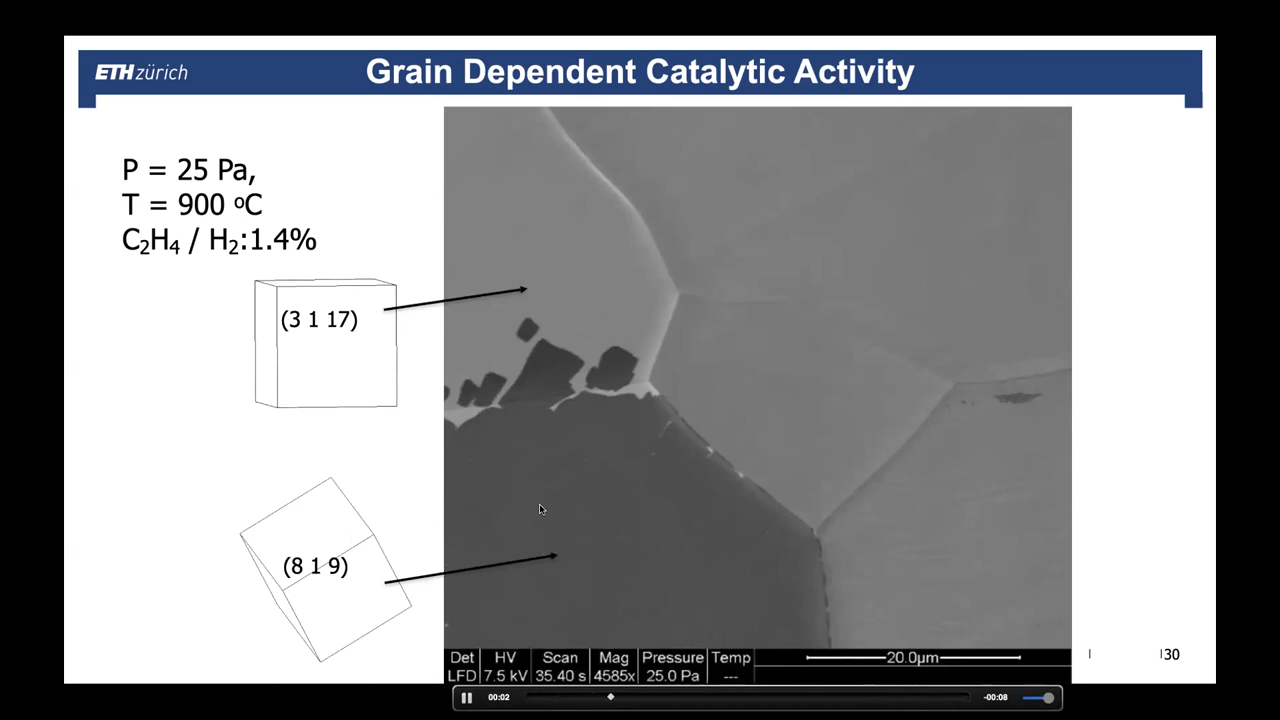 ETH zürich
Grain Dependent Catalytic Activity
P = 25 Pa,
T = 900 ºC
C₂H₄ / H₂:1.4%
(3 1 17)
(8 1 9)
Det HV Scan Mag Pressure Temp
LFD 7.5 kV 35.40 s 4585x 25.0 Pa ---
20.0µm
30
00:02
-00:08